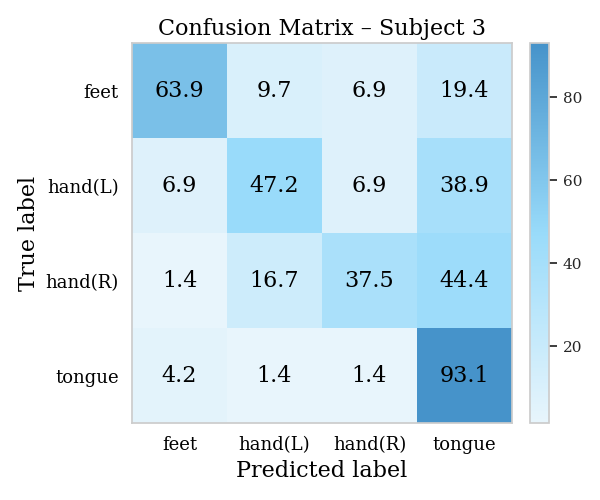 Confusion Matrix – Subject 3
feet 63.9 9.7 6.9 19.4
hand(L) 6.9 47.2 6.9 38.9
hand(R) 1.4 16.7 37.5 44.4
tongue 4.2 1.4 1.4 93.1
feet hand(L) hand(R) tongue
Predicted label
True label
80
60
40
20